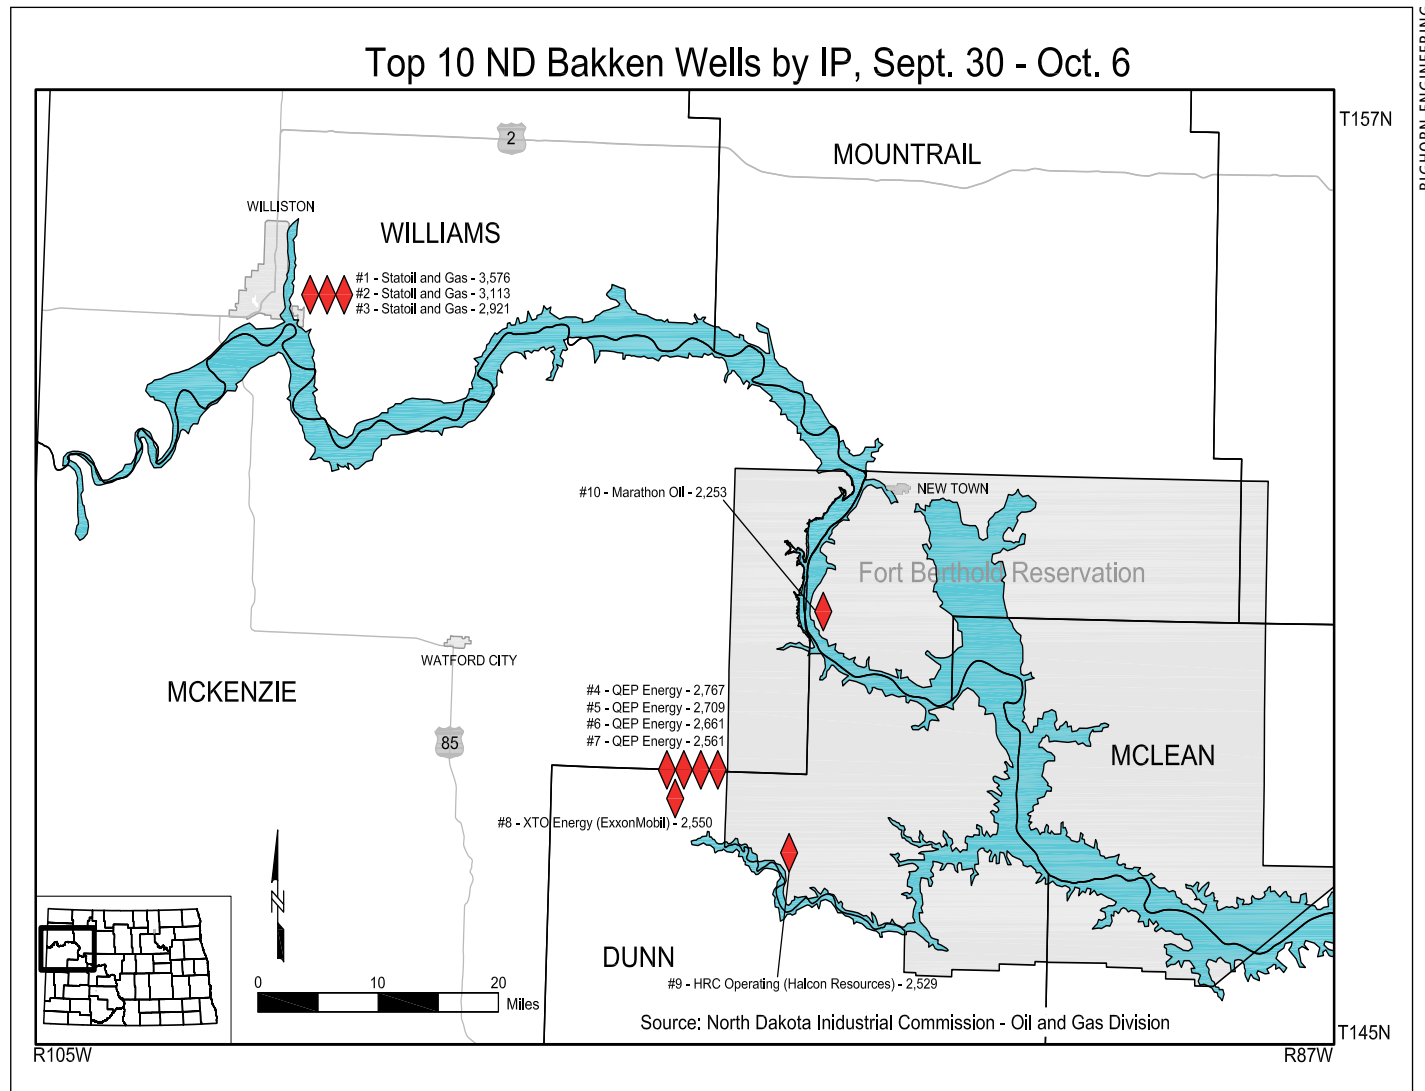 BIGHORN ENGINEERING
Top 10 ND Bakken Wells by IP, Sept. 30 - Oct. 6
T157N
2
MOUNTRAIL
WILLISTON
WILLIAMS
#1 - Statoil and Gas - 3,576
#2 - Statoil and Gas - 3,113
#3 - Statoil and Gas - 2,921
#10 - Marathon Oil - 2,253
NEW TOWN
Fort Berthold Reservation
WATFORD CITY
MCKENZIE
#4 - QEP Energy - 2,767
#5 - QEP Energy - 2,709
#6 - QEP Energy - 2,661
#7 - QEP Energy - 2,561
85
MCLEAN
#8 - XTO Energy (ExxonMobil) - 2,550
N
DUNN
#9 - HRC Operating (Halcon Resources) - 2,529
0 10 20
Miles
Source: North Dakota Inidustrial Commission - Oil and Gas Division
T145N
R105W
R87W